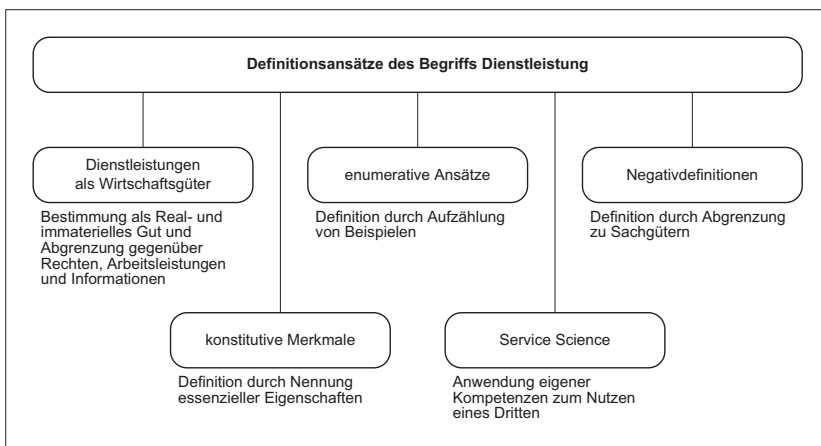 Definitionsansätze des Begriffs Dienstleistung
Dienstleistungen
als Wirtschaftsgüter
Bestimmung als Real- und
immaterielles Gut und
Abgrenzung gegenüber
Rechten, Arbeitsleistungen
und Informationen
enumerative Ansätze
Definition durch Aufzählung
von Beispielen
Negativdefinitionen
Definition durch Abgrenzung
zu Sachgütern
konstitutive Merkmale
Definition durch Nennung
essenzieller Eigenschaften
Service Science
Anwendung eigener
Kompetenzen zum Nutzen
eines Dritten